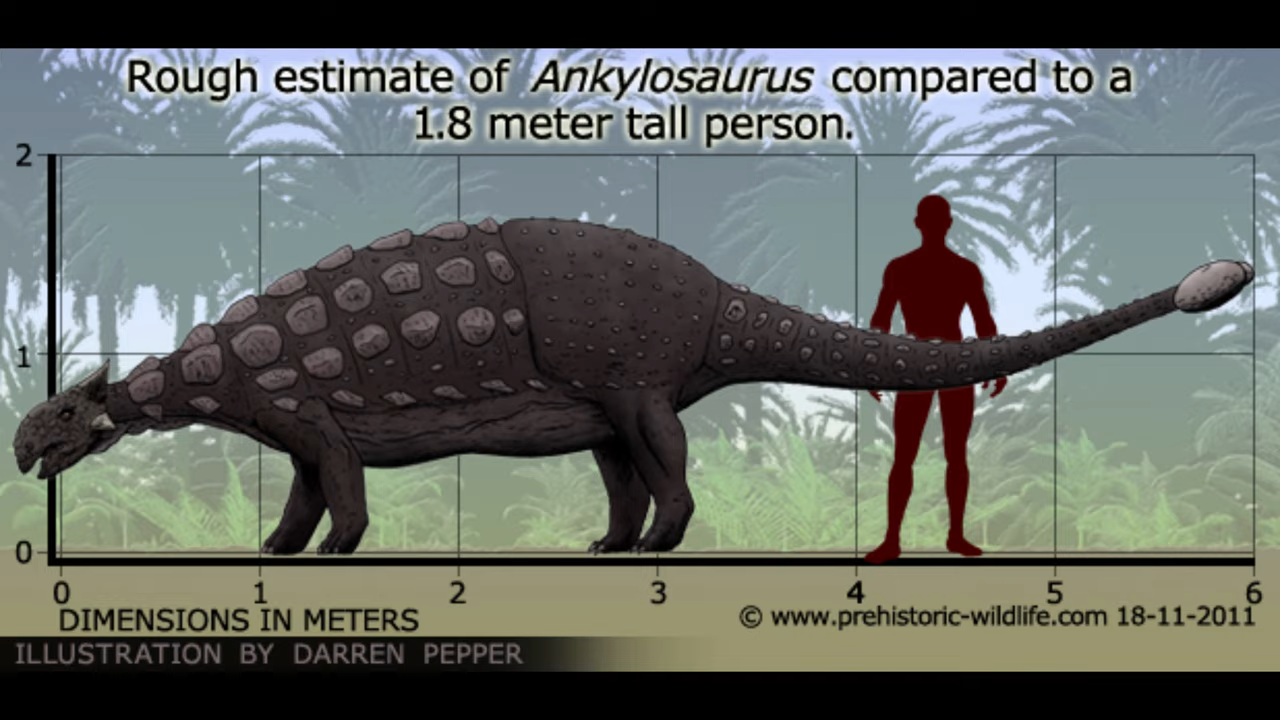 Rough estimate of Ankylosaurus compared to a
1.8 meter tall person.
2
1
0
0 1 2 3 4 5 6
DIMENSIONS IN METERS
© www.prehistoric-wildlife.com 18-11-2011
ILLUSTRATION BY DARREN PEPPER